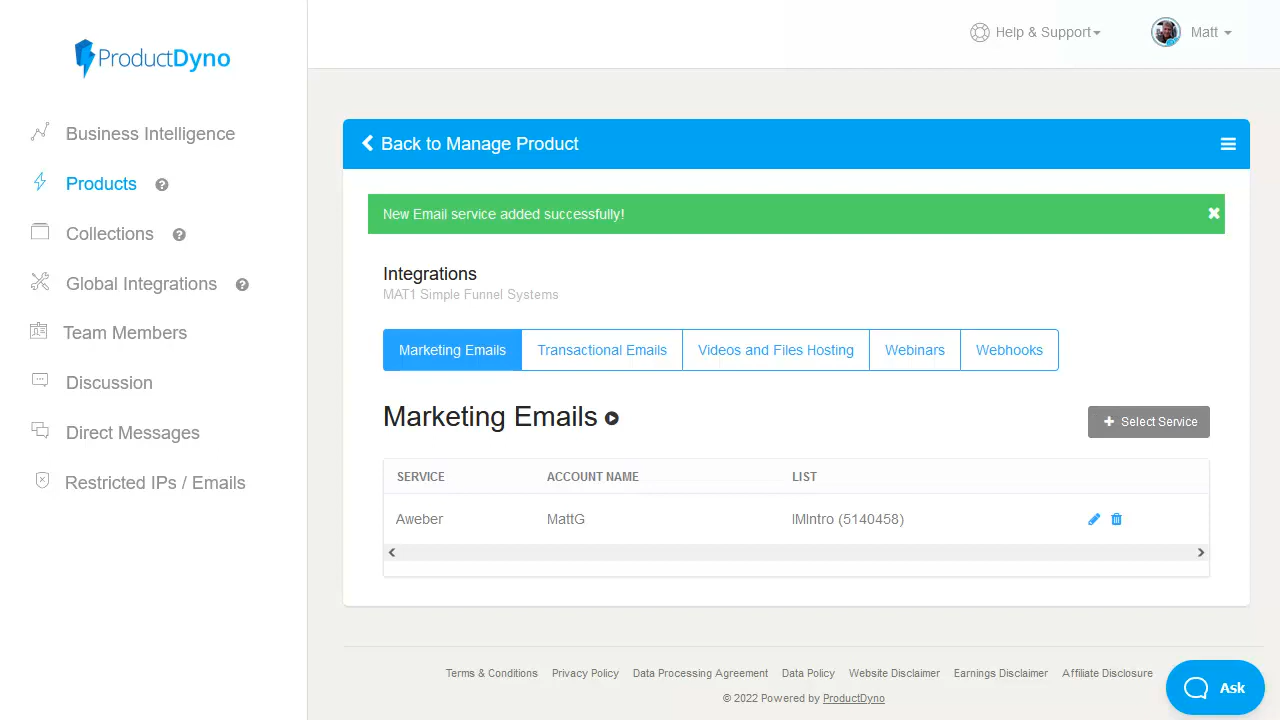 ProductDyno
Help & Support
Matt
Business Intelligence
Products
Collections
Global Integrations
Team Members
Discussion
Direct Messages
Restricted IPs / Emails
Back to Manage Product
New Email service added successfully!
Integrations
MAT1 Simple Funnel Systems
Marketing Emails Transactional Emails Videos and Files Hosting Webinars Webhooks
Marketing Emails
Select Service
SERVICE ACCOUNT NAME LIST
Aweber MattG IMIntro (5140458)
Terms & Conditions Privacy Policy Data Processing Agreement Data Policy Website Disclaimer Earnings Disclaimer Affiliate Disclosure
© 2022 Powered by ProductDyno
Ask